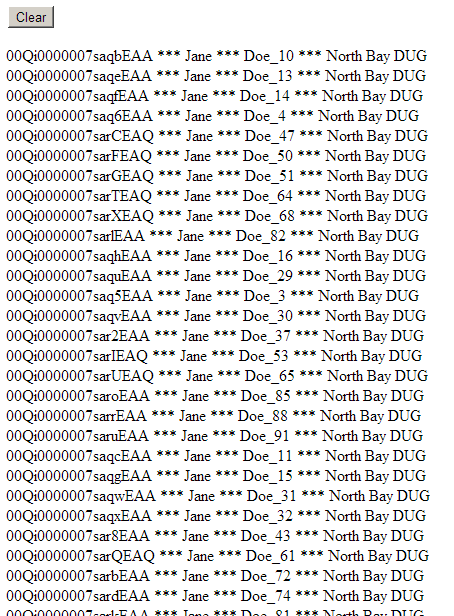 Clear
00Qi0000007saqbEAA *** Jane *** Doe_10 *** North Bay DUG
00Qi0000007saqeEAA *** Jane *** Doe_13 *** North Bay DUG
00Qi0000007saqfEAA *** Jane *** Doe_14 *** North Bay DUG
00Qi0000007saq6EAA *** Jane *** Doe_4 *** North Bay DUG
00Qi0000007sarCEAQ *** Jane *** Doe_47 *** North Bay DUG
00Qi0000007sarFEAQ *** Jane *** Doe_50 *** North Bay DUG
00Qi0000007sarGEAQ *** Jane *** Doe_51 *** North Bay DUG
00Qi0000007sarTEAQ *** Jane *** Doe_64 *** North Bay DUG
00Qi0000007sarXEAQ *** Jane *** Doe_68 *** North Bay DUG
00Qi0000007sarlEAA *** Jane *** Doe_82 *** North Bay DUG
00Qi0000007saqhEAA *** Jane *** Doe_16 *** North Bay DUG
00Qi0000007saquEAA *** Jane *** Doe_29 *** North Bay DUG
00Qi0000007saq5EAA *** Jane *** Doe_3 *** North Bay DUG
00Qi0000007saqvEAA *** Jane *** Doe_30 *** North Bay DUG
00Qi0000007sar2EAA *** Jane *** Doe_37 *** North Bay DUG
00Qi0000007sarIEAQ *** Jane *** Doe_53 *** North Bay DUG
00Qi0000007sarUEAQ *** Jane *** Doe_65 *** North Bay DUG
00Qi0000007saroEAA *** Jane *** Doe_85 *** North Bay DUG
00Qi0000007sarrEAA *** Jane *** Doe_88 *** North Bay DUG
00Qi0000007saruEAA *** Jane *** Doe_91 *** North Bay DUG
00Qi0000007saqcEAA *** Jane *** Doe_11 *** North Bay DUG
00Qi0000007saqgEAA *** Jane *** Doe_15 *** North Bay DUG
00Qi0000007saqwEAA *** Jane *** Doe_31 *** North Bay DUG
00Qi0000007saqxEAA *** Jane *** Doe_32 *** North Bay DUG
00Qi0000007sar8EAA *** Jane *** Doe_43 *** North Bay DUG
00Qi0000007sarQEAQ *** Jane *** Doe_61 *** North Bay DUG
00Qi0000007sarbEAA *** Jane *** Doe_72 *** North Bay DUG
00Qi0000007sardEAA *** Jane *** Doe_74 *** North Bay DUG
*** Jane *** Doe_81 *** North Bay DUG